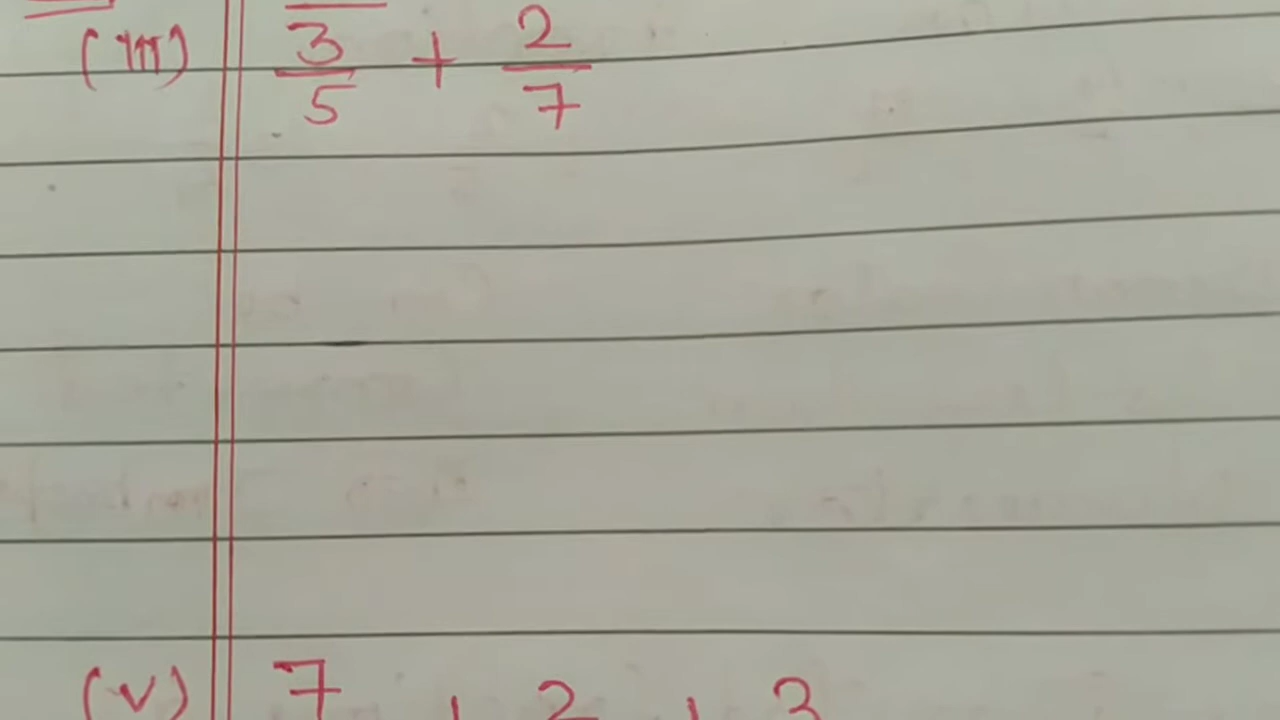 (iii) 3/5 + 2/7
(v) 7 + 2 + 3